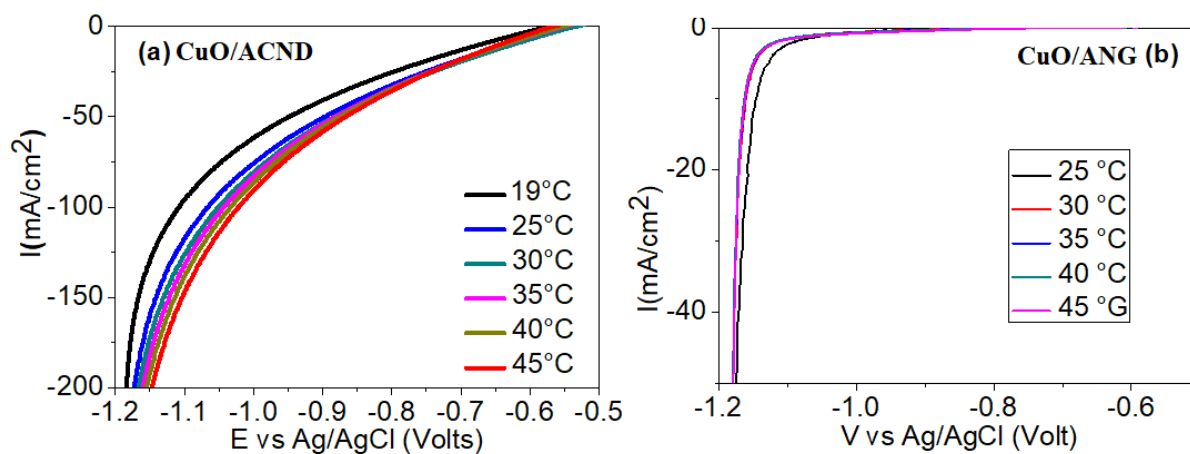 (a) CuO/ACND
I(mA/cm2)
0
-50
-100
-150
-200
19°C
25°C
30°C
35°C
40°C
45°C
-1.2 -1.1 -1.0 -0.9 -0.8 -0.7 -0.6 -0.5
E vs Ag/AgCl (Volts)
CuO/ANG (b)
I(mA/cm2)
0
-20
-40
25 °C
30 °C
35 °C
40 °C
45 °G
-1.2 -1.0 -0.8 -0.6
V vs Ag/AgCl (Volt)